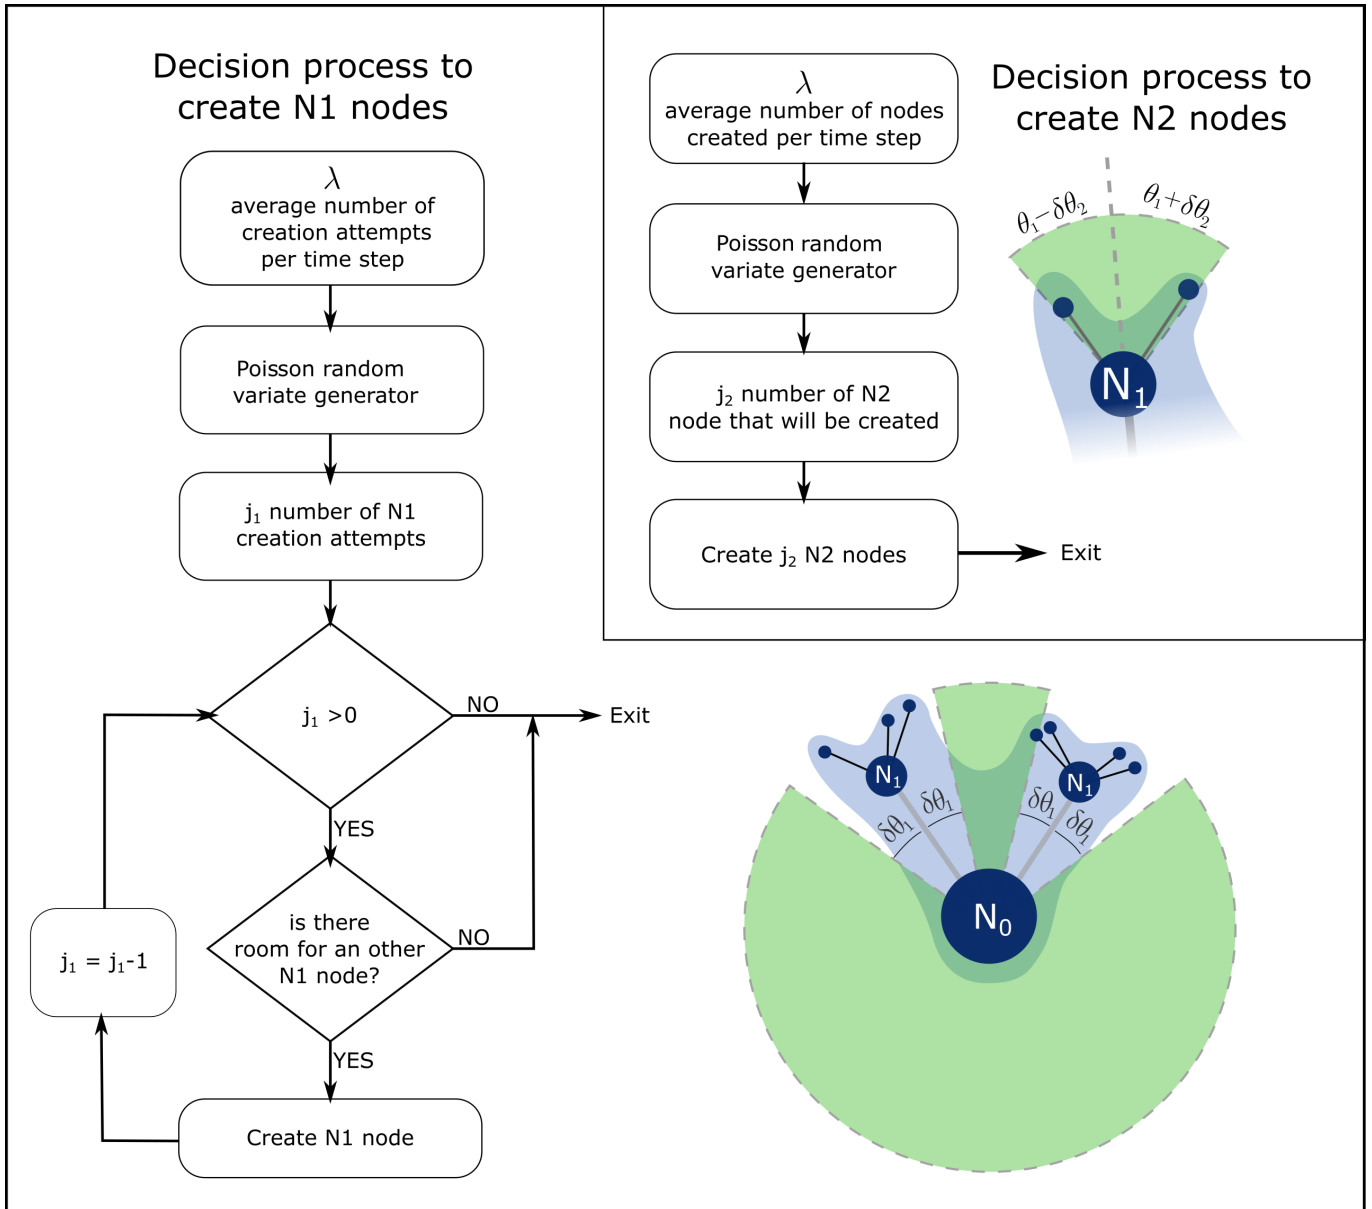 Decision process to
create N1 nodes
λ
average number of
creation attempts
per time step
Poisson random
variate generator
j₁ number of N1
creation attempts
j₁ >0
NO
Exit
YES
is there
room for an other
N1 node?
NO
YES
j₁ = j₁-1
Create N1 node
λ
average number of nodes
created per time step
Poisson random
variate generator
j₂ number of N2
node that will be created
Create j₂ N2 nodes
Exit
Decision process to
create N2 nodes
θ₁−δθ₂
θ₁+δθ₂
N₁
N₁
N₁
δθ₁
δθ₁
δθ₁
δθ₁
N₀